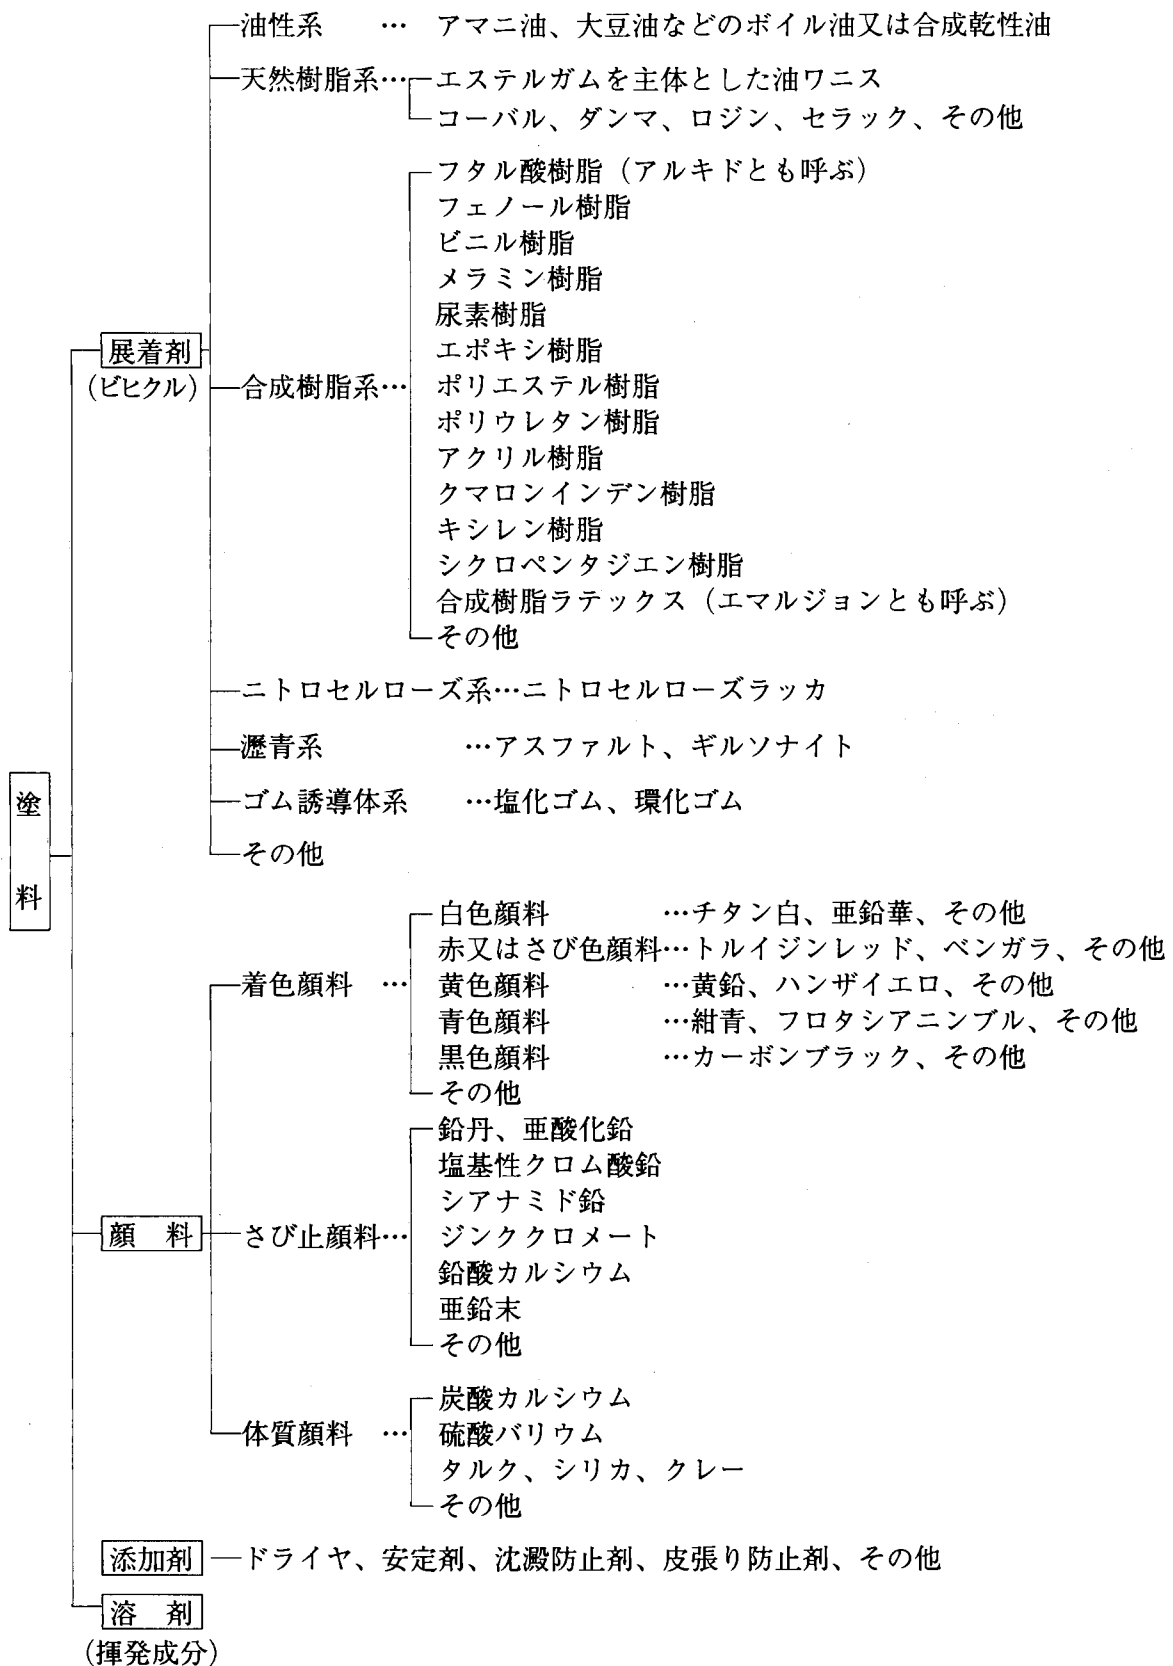 油性系 … アマニ油、大豆油などのボイル油又は合成乾性油
天然樹脂系…エステルガムを主体とした油ワニス
コーバル、ダンマ、ロジン、セラック、その他
フタル酸樹脂（アルキドとも呼ぶ）
フェノール樹脂
ビニル樹脂
メラミン樹脂
尿素樹脂
展着剤
エポキシ樹脂
(ビヒクル)
合成樹脂系…ポリエステル樹脂
ポリウレタン樹脂
アクリル樹脂
クマロンインデン樹脂
キシレン樹脂
シクロペンタジエン樹脂
合成樹脂ラテックス（エマルジョンとも呼ぶ）
その他
ニトロセルローズ系…ニトロセルローズラッカ
瀝青系 …アスファルト、ギルソナイト
ゴム誘導体系 …塩化ゴム、環化ゴム
その他
塗料
白色顔料 …チタン白、亜鉛華、その他
赤又はさび色顔料…トルイジンレッド、ベンガラ、その他
着色顔料 … 黄色顔料 …黄鉛、ハンザイエロ、その他
青色顔料 …紺青、フロタシアニンブル、その他
黒色顔料 …カーボンブラック、その他
その他
鉛丹、亜酸化鉛
塩基性クロム酸鉛
シアナミド鉛
顔料
さび止顔料…ジンククロメート
鉛酸カルシウム
亜鉛末
その他
炭酸カルシウム
体質顔料 … 硫酸バリウム
タルク、シリカ、クレー
その他
添加剤 ドライヤ、安定剤、沈澱防止剤、皮張り防止剤、その他
溶剤
(揮発成分)